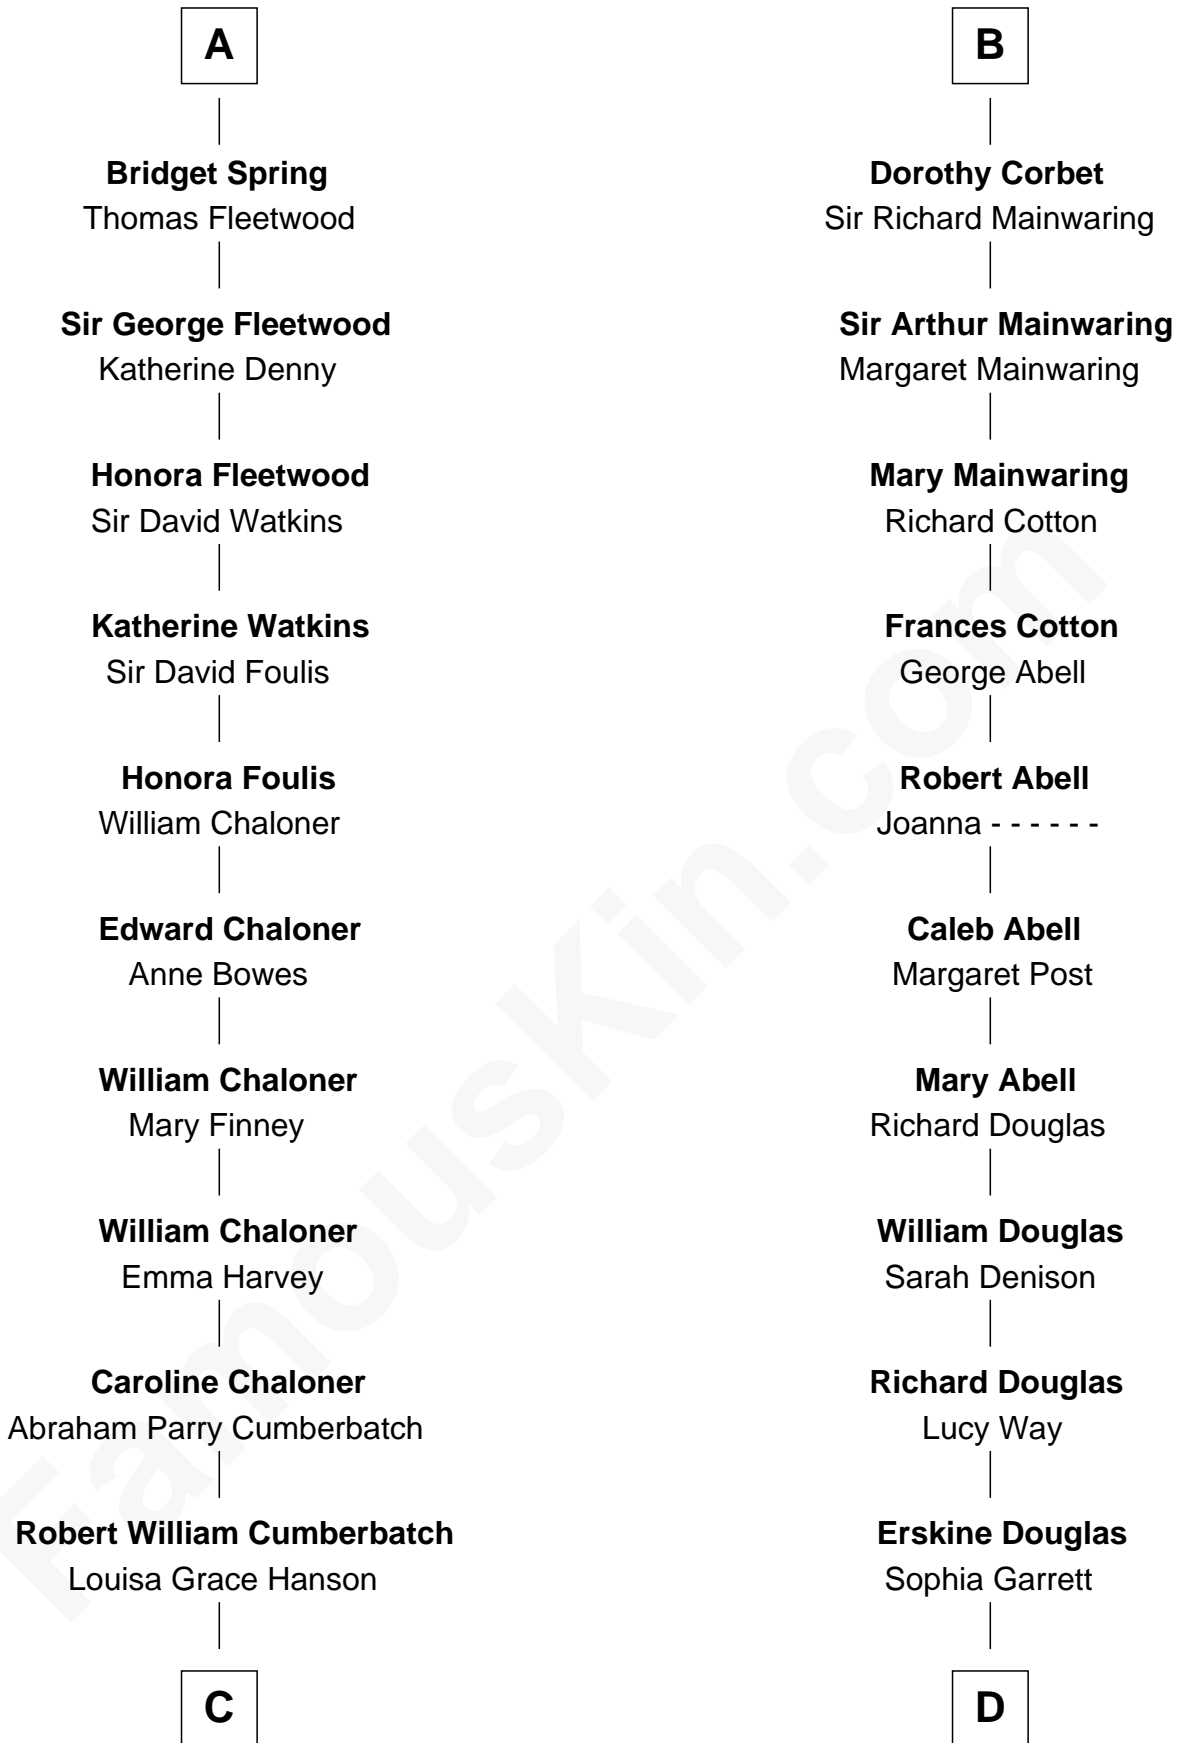 A
Bridget Spring
Thomas Fleetwood
Sir George Fleetwood
Katherine Denny
Honora Fleetwood
Sir David Watkins
Katherine Watkins
Sir David Foulis
Honora Foulis
William Chaloner
Edward Chaloner
Anne Bowes
William Chaloner
Mary Finney
William Chaloner
Emma Harvey
Caroline Chaloner
Abraham Parry Cumberbatch
Robert William Cumberbatch
Louisa Grace Hanson
C
B
Dorothy Corbet
Sir Richard Mainwaring
Sir Arthur Mainwaring
Margaret Mainwaring
Mary Mainwaring
Richard Cotton
Frances Cotton
George Abell
Robert Abell
Joanna - - - - - -
Caleb Abell
Margaret Post
Mary Abell
Richard Douglas
William Douglas
Sarah Denison
Richard Douglas
Lucy Way
Erskine Douglas
Sophia Garrett
D
FamousKin.com